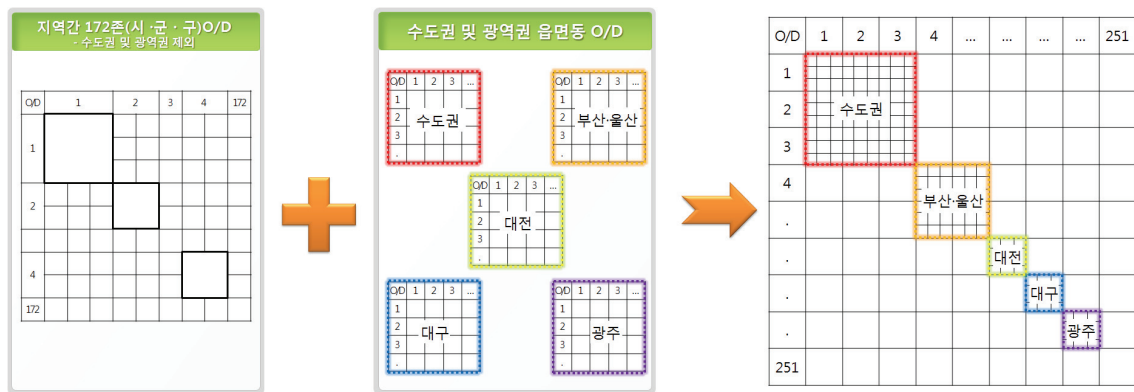 지역간 172존(시·군·구)O/D
- 수도권 및 광역권 제외
O/D 1 2 3 4 172
1
2
4
172
수도권 및 광역권 읍면동 O/D
O/D 1 2 3 ...
1
2
3
.
수도권
O/D 1 2 3 ...
1
2
3
.
부산·울산
O/D 1 2 3 ...
1
2
3
.
대전
O/D 1 2 3 ...
1
2
3
.
대구
O/D 1 2 3 ...
1
2
3
.
광주
O/D 1 2 3 4 ... ... ... ... 251
1
2 수도권
3
4
부산·울산
.
. 대전
. 대구
. 광주
251